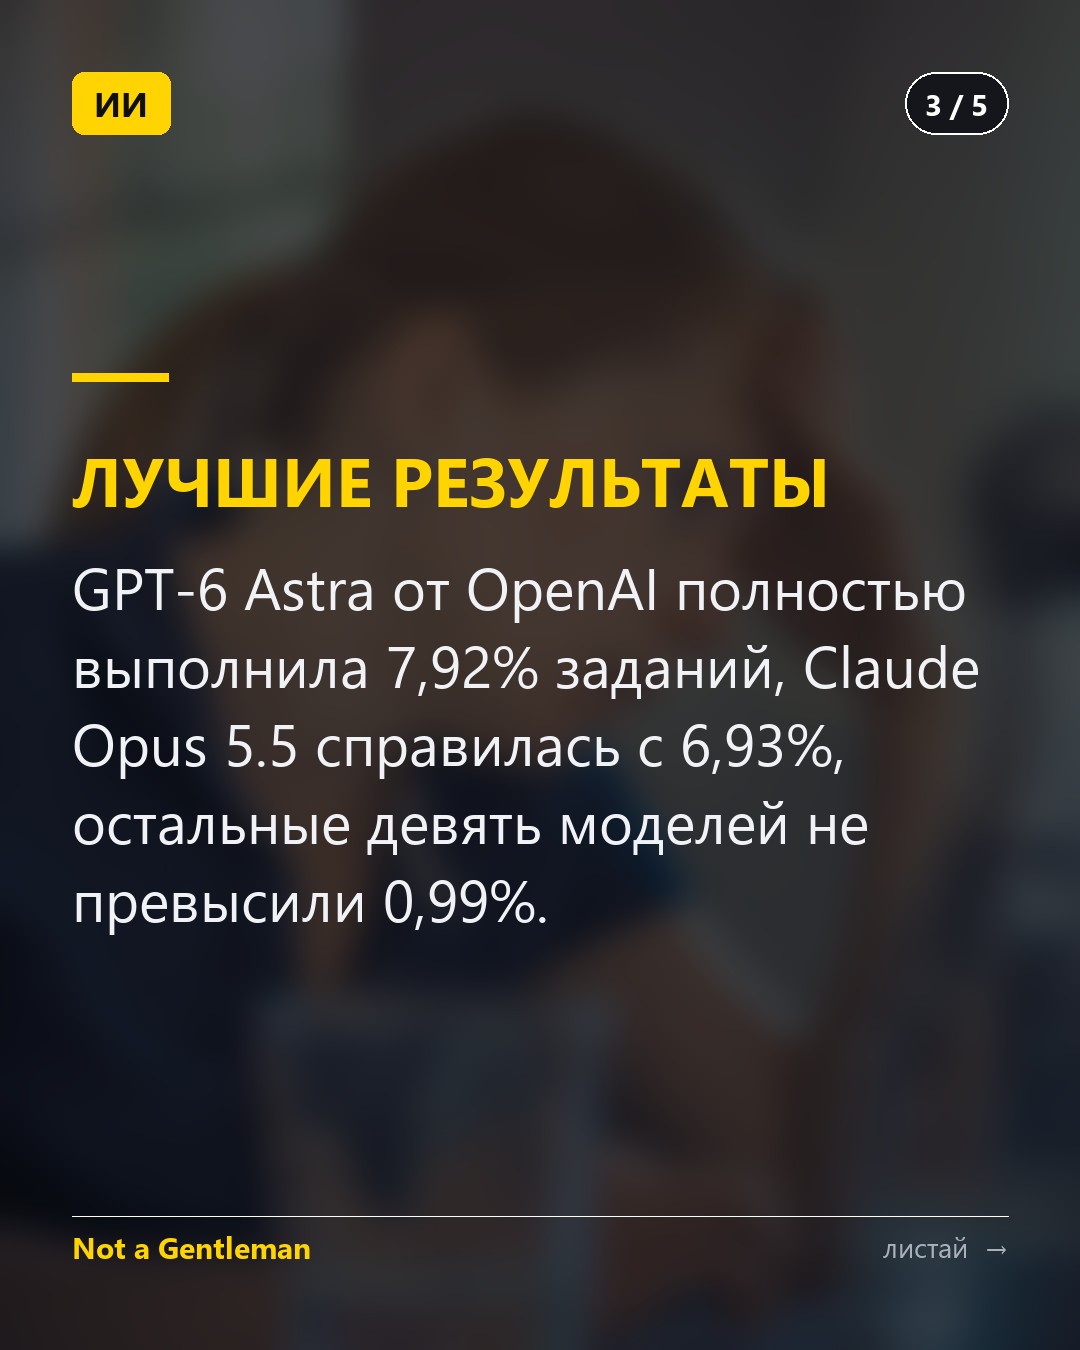 ИИ
3 / 5
ЛУЧШИЕ РЕЗУЛЬТАТЫ
GPT-6 Astra от OpenAI полностью
выполнила 7,92% заданий, Claude
Opus 5.5 справилась с 6,93%,
остальные девять моделей не
превысили 0,99%.
Not a Gentleman
листай →